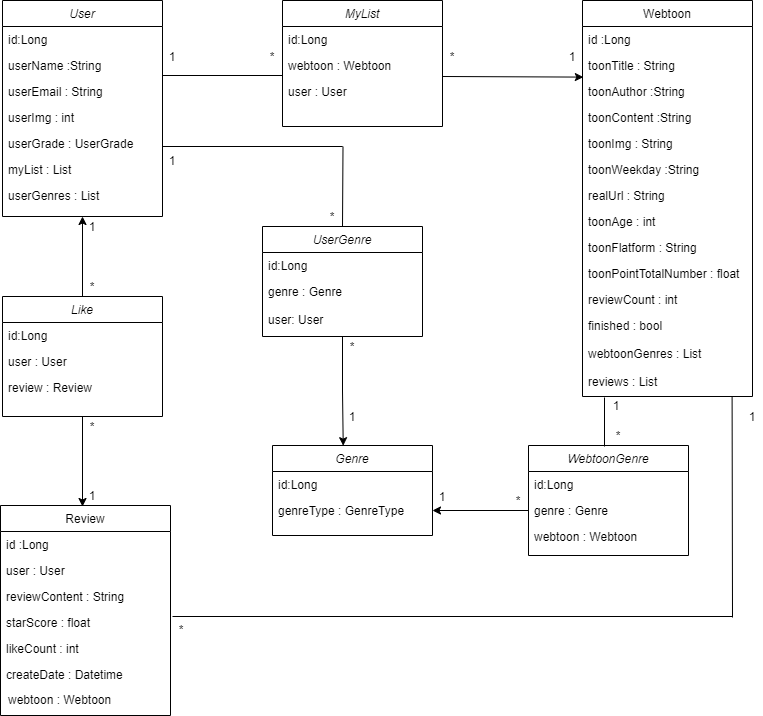 User
id:Long
userName :String
userEmail : String
userImg : int
userGrade : UserGrade
myList : List
userGenres : List
1
*
MyList
id:Long
webtoon : Webtoon
user : User
*
1
Webtoon
id :Long
toonTitle : String
toonAuthor :String
toonContent :String
toonImg : String
toonWeekday :String
realUrl : String
toonAge : int
toonFlatform : String
toonPointTotalNumber : float
reviewCount : int
finished : bool
webtoonGenres : List
reviews : List
1
*
UserGenre
id:Long
genre : Genre
user: User
1
*
Like
id:Long
user : User
review : Review
*
1
*
1
Genre
id:Long
genreType : GenreType
1
*
1
*
WebtoonGenre
id:Long
genre : Genre
webtoon : Webtoon
1
*
Review
id :Long
user : User
reviewContent : String
starScore : float
likeCount : int
createDate : Datetime
webtoon : Webtoon